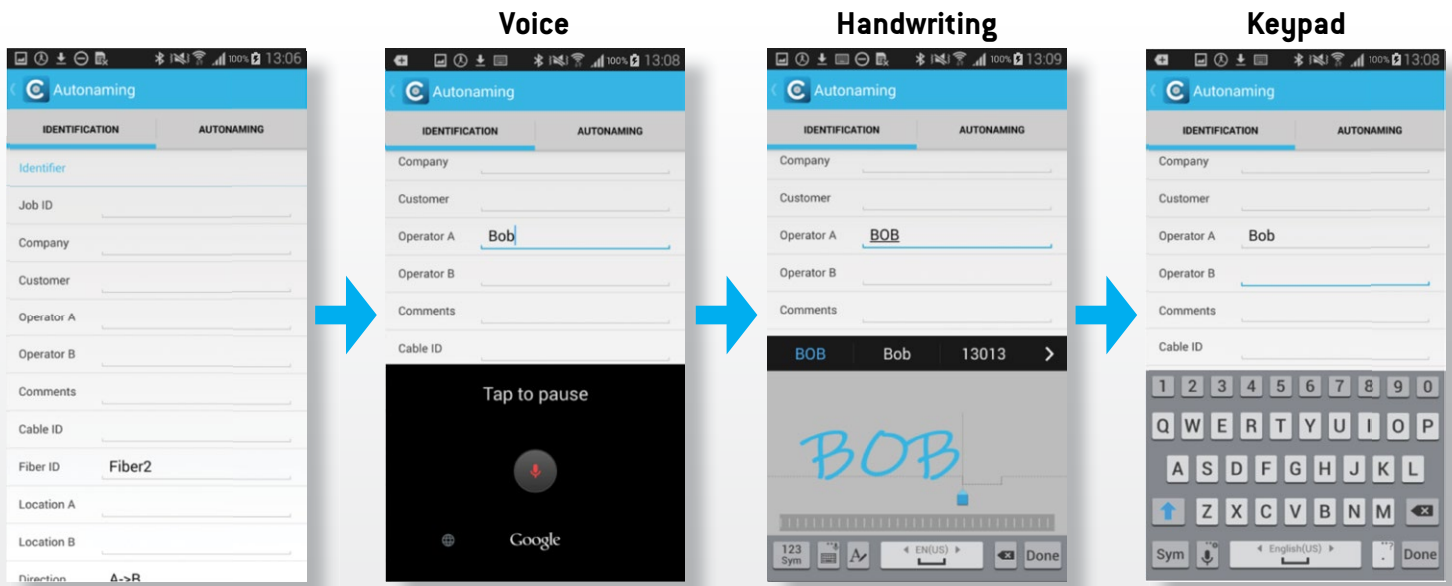 Voice
Handwriting
Keypad
13:06
Autonaming
IDENTIFICATION AUTONAMING
Identifier
Job ID
Company
Customer
Operator A
Operator B
Comments
Cable ID
Fiber ID Fiber2
Location A
Location B
Direction A->B
100% 13:08
Autonaming
IDENTIFICATION AUTONAMING
Company
Customer
Operator A Bob
Operator B
Comments
Cable ID
Tap to pause
Google
100% 13:09
Autonaming
IDENTIFICATION AUTONAMING
Company
Customer
Operator A BOB
Operator B
Comments
BOB Bob 13013 >
BOB
123
Sym EN(US) Done
100% 13:08
Autonaming
IDENTIFICATION AUTONAMING
Company
Customer
Operator A Bob
Operator B
Comments
Cable ID
1 2 3 4 5 6 7 8 9 0
Q W E R T Y U I O P
A S D F G H J K L
Z X C V B N M
Sym English(US) . Done